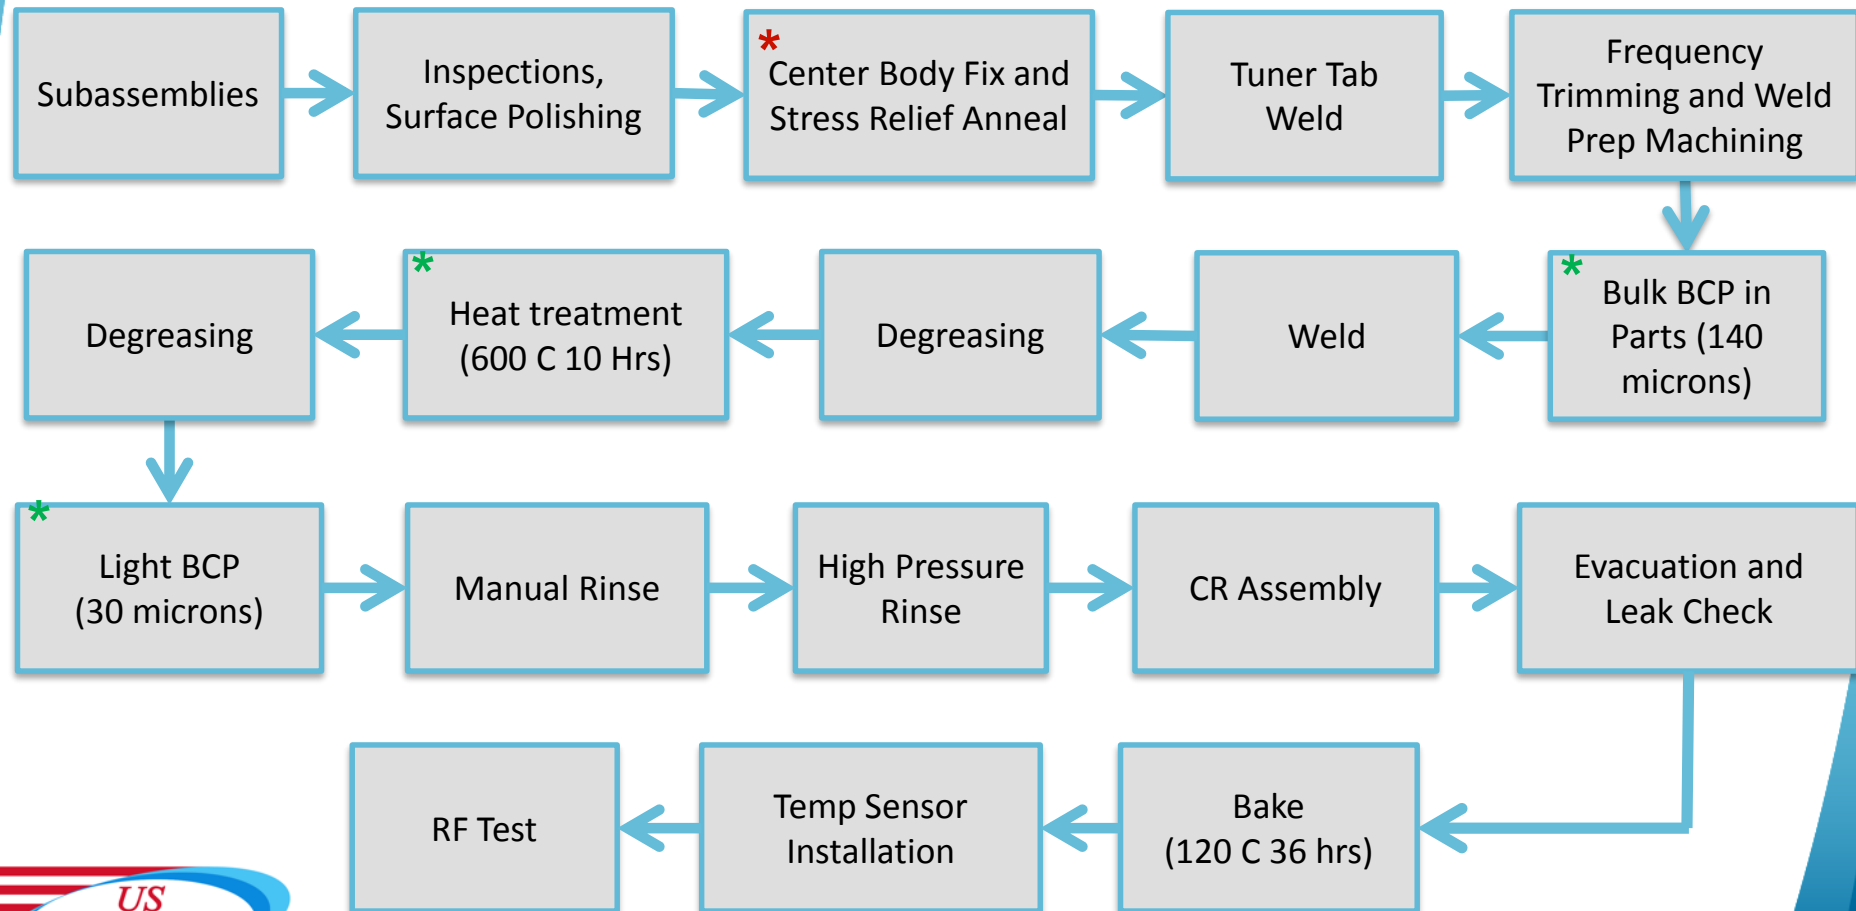 Subassemblies
Inspections,
Surface Polishing
*
Center Body Fix and
Stress Relief Anneal
Tuner Tab
Weld
Frequency
Trimming and Weld
Prep Machining
*
Bulk BCP in
Parts (140
microns)
Weld
Degreasing
*
Heat treatment
(600 C 10 Hrs)
Degreasing
*
Light BCP
(30 microns)
Manual Rinse
High Pressure
Rinse
CR Assembly
Evacuation and
Leak Check
Bake
(120 C 36 hrs)
Temp Sensor
Installation
RF Test
US